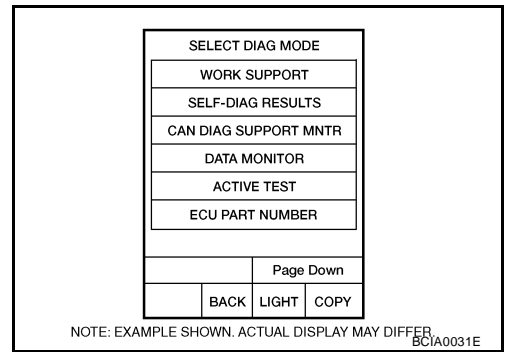 SELECT DIAG MODE
WORK SUPPORT
SELF-DIAG RESULTS
CAN DIAG SUPPORT MNTR
DATA MONITOR
ACTIVE TEST
ECU PART NUMBER
Page Down
BACK LIGHT COPY
NOTE: EXAMPLE SHOWN. ACTUAL DISPLAY MAY DIFFER.
BCIA0031E